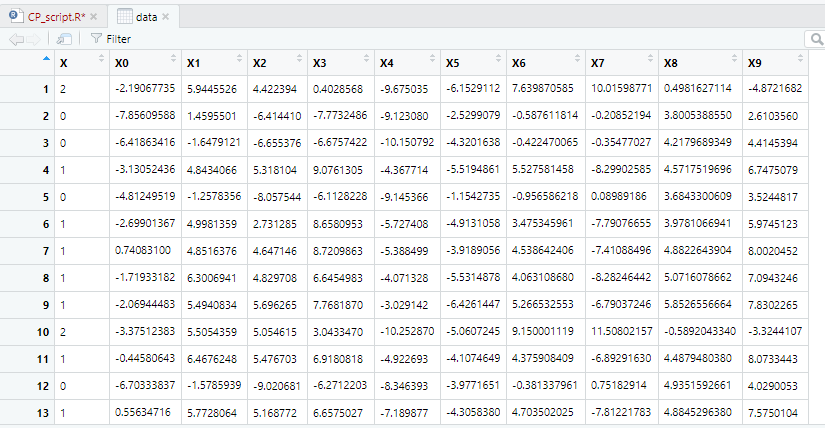 CP_script.R* data
Filter
X X0 X1 X2 X3 X4 X5 X6 X7 X8 X9
1 2 -2.19067735 5.9445526 4.422394 0.4028568 -9.675035 -6.1529112 7.639870585 10.01598771 0.4981627114 -4.8721682
2 0 -7.85609588 1.4595501 -6.414410 -7.7732486 -9.123080 -2.5299079 -0.587611814 -0.20852194 3.8005388550 2.6103560
3 0 -6.41863416 -1.6479121 -6.655376 -6.6757422 -10.150792 -4.3201638 -0.422470065 -0.35477027 4.2179689349 4.4145394
4 1 -3.13052436 4.8434066 5.318104 9.0761305 -4.367714 -5.5194861 5.527581458 -8.29902585 4.5717519696 6.7475079
5 0 -4.81249519 -1.2578356 -8.057544 -6.1128228 -9.145366 -1.1542735 -0.956586218 0.08989186 3.6843300609 3.5244817
6 1 -2.69901367 4.9981359 2.731285 8.6580953 -5.727408 -4.9131058 3.475345961 -7.79076655 3.9781066941 5.9745123
7 1 0.74083100 4.8516376 4.647146 8.7209863 -5.388499 -3.9189056 4.538642406 -7.41088496 4.8822643904 8.0020452
8 1 -1.71933182 6.3006941 4.829708 6.6454983 -4.071328 -5.5314878 4.063108680 -8.28246442 5.0716078662 7.0943246
9 1 -2.06944483 5.4940834 5.696265 7.7681870 -3.029142 -6.4261447 5.266532553 -6.79037246 5.8526556664 7.8302265
10 2 -3.37512383 5.5054359 5.054615 3.0433470 -10.252870 -5.0607245 9.150001119 11.50802157 -0.5892043340 -3.3244107
11 1 -0.44580643 6.4676248 5.476703 6.9180818 -4.922693 -4.1074649 4.375908409 -6.89291630 4.4879480380 8.0733443
12 0 -6.70333837 -1.5785939 -9.020681 -6.2712203 -8.346393 -3.9771651 -0.381337961 0.75182914 4.9351592661 4.0290053
13 1 0.55634716 5.7728064 5.168772 6.6575027 -7.189877 -4.3058380 4.703502025 -7.81221783 4.8845296380 7.5750104